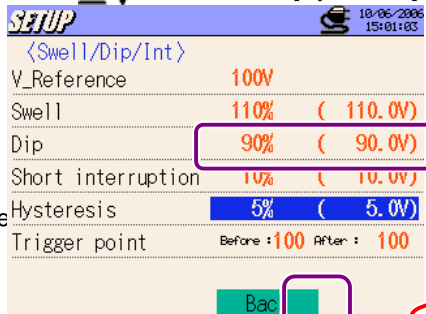 SETUP 10/06/2006
15:01:03
〈Swell/Dip/Int〉
V_Reference 100V
Swell 110% ( 110.0V)
Dip 90% ( 90.0V)
Short interruption 10% ( 10.0V)
e Hysteresis 5% ( 5.0V)
Trigger point Before :100 After : 100
Bac